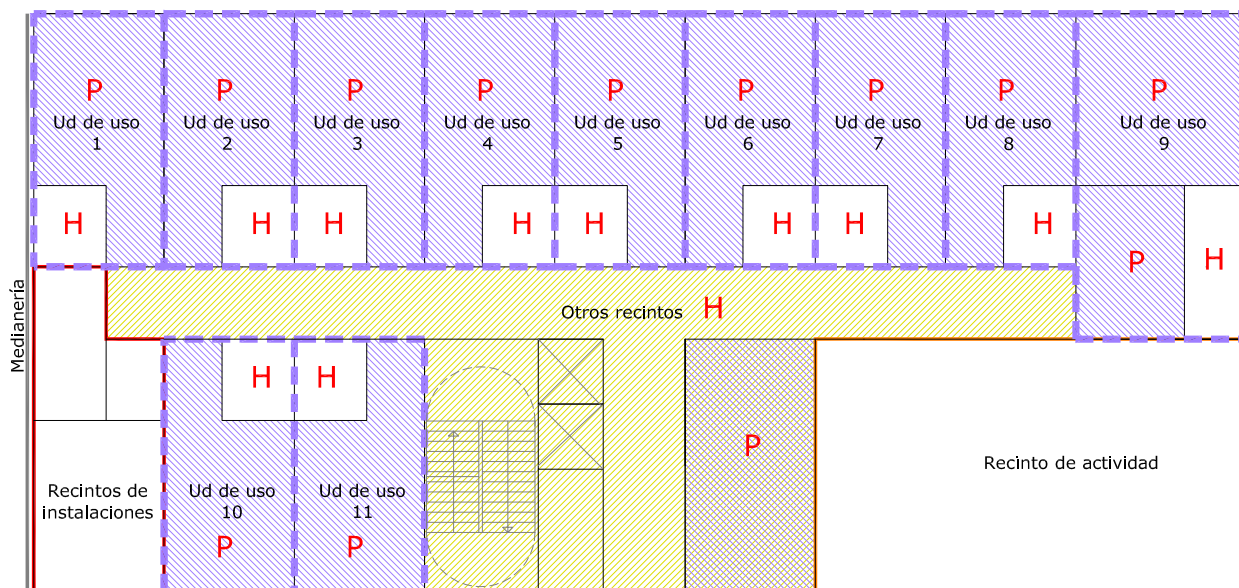 P P P P P P P P P
Ud de uso Ud de uso Ud de uso Ud de uso Ud de uso Ud de uso Ud de uso Ud de uso Ud de uso
1 2 3 4 5 6 7 8 9
H H H H H H H H
P H
Medianería
Otros recintos H
H H
P
Recinto de actividad
Recintos de Ud de uso Ud de uso
instalaciones 10 11
P P